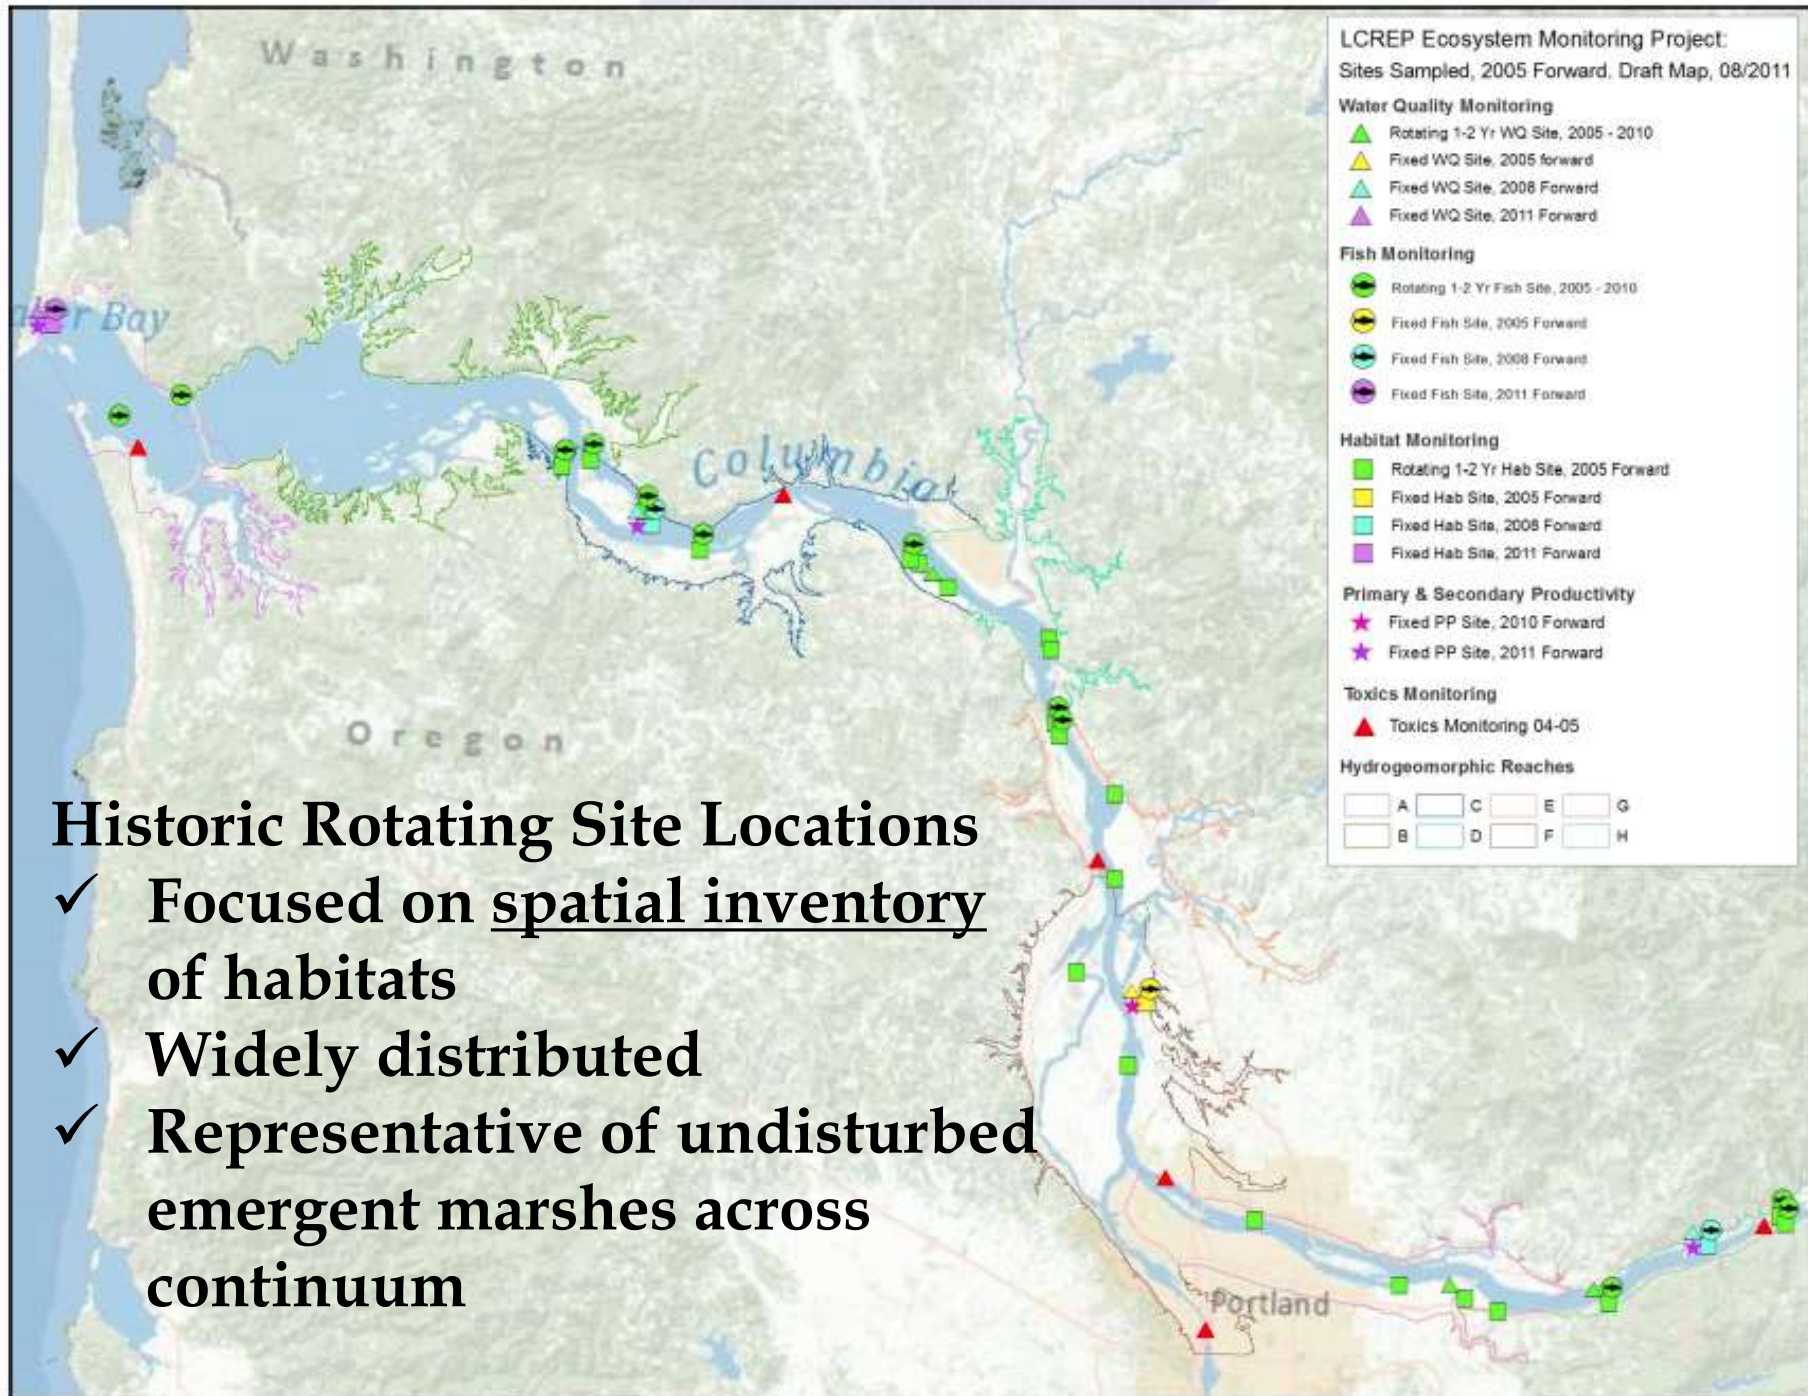 Washington
Bay
Columbia
Oregon
Portland
LCREP Ecosystem Monitoring Project:
Sites Sampled, 2005 Forward. Draft Map, 08/2011
Water Quality Monitoring
Rotating 1-2 Yr WQ Site, 2005 - 2010
Fixed WQ Site, 2005 forward
Fixed WQ Site, 2008 Forward
Fixed WQ Site, 2011 Forward
Fish Monitoring
Rotating 1-2 Yr Fish Site, 2005 - 2010
Fixed Fish Site, 2005 Forward
Fixed Fish Site, 2008 Forward
Fixed Fish Site, 2011 Forward
Habitat Monitoring
Rotating 1-2 Yr Hab Site, 2005 Forward
Fixed Hab Site, 2005 Forward
Fixed Hab Site, 2008 Forward
Fixed Hab Site, 2011 Forward
Primary & Secondary Productivity
Fixed PP Site, 2010 Forward
Fixed PP Site, 2011 Forward
Toxics Monitoring
Toxics Monitoring 04-05
Hydrogeomorphic Reaches
A C E G
B D F H
Historic Rotating Site Locations
✓ Focused on spatial inventory
of habitats
✓ Widely distributed
✓ Representative of undisturbed
emergent marshes across
continuum